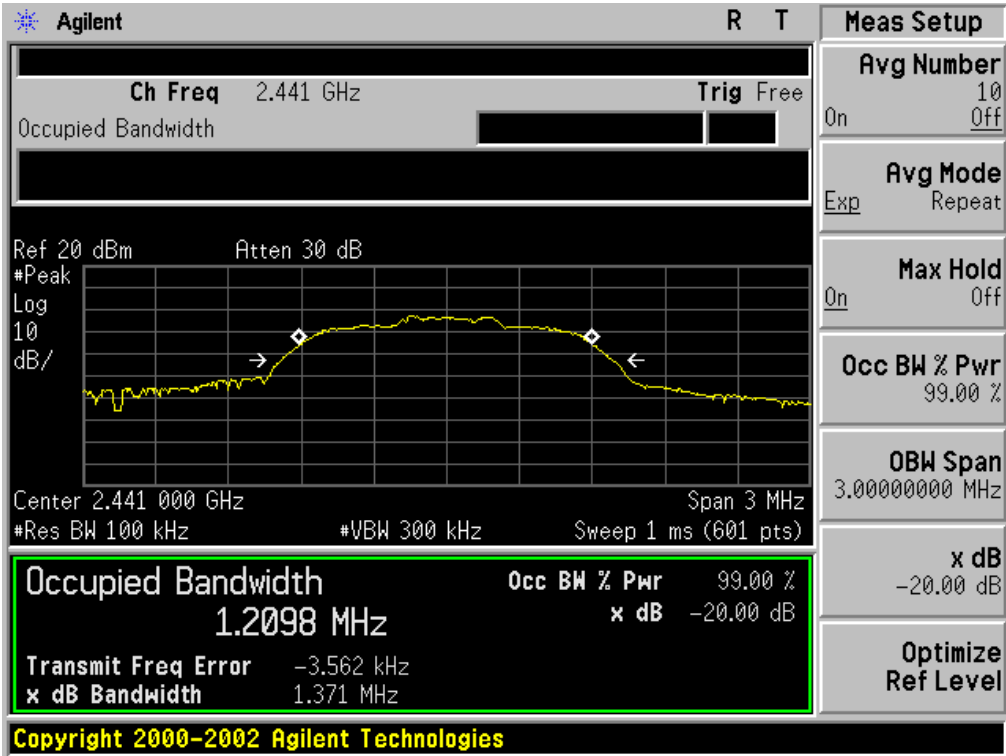 Agilent
R T
Ch Freq 2.441 GHz
Trig Free
Occupied Bandwidth
Ref 20 dBm
Atten 30 dB
#Peak
Log
10
dB/
Center 2.441 000 GHz
Span 3 MHz
#Res BW 100 kHz
#VBW 300 kHz
Sweep 1 ms (601 pts)
Occupied Bandwidth
1.2098 MHz
Occ BW % Pwr 99.00 %
x dB -20.00 dB
Transmit Freq Error -3.562 kHz
x dB Bandwidth 1.371 MHz
Copyright 2000-2002 Agilent Technologies
Meas Setup
Avg Number
10
On Off
Avg Mode
Exp Repeat
Max Hold
On Off
Occ BW % Pwr
99.00 %
OBW Span
3.00000000 MHz
x dB
-20.00 dB
Optimize
Ref Level